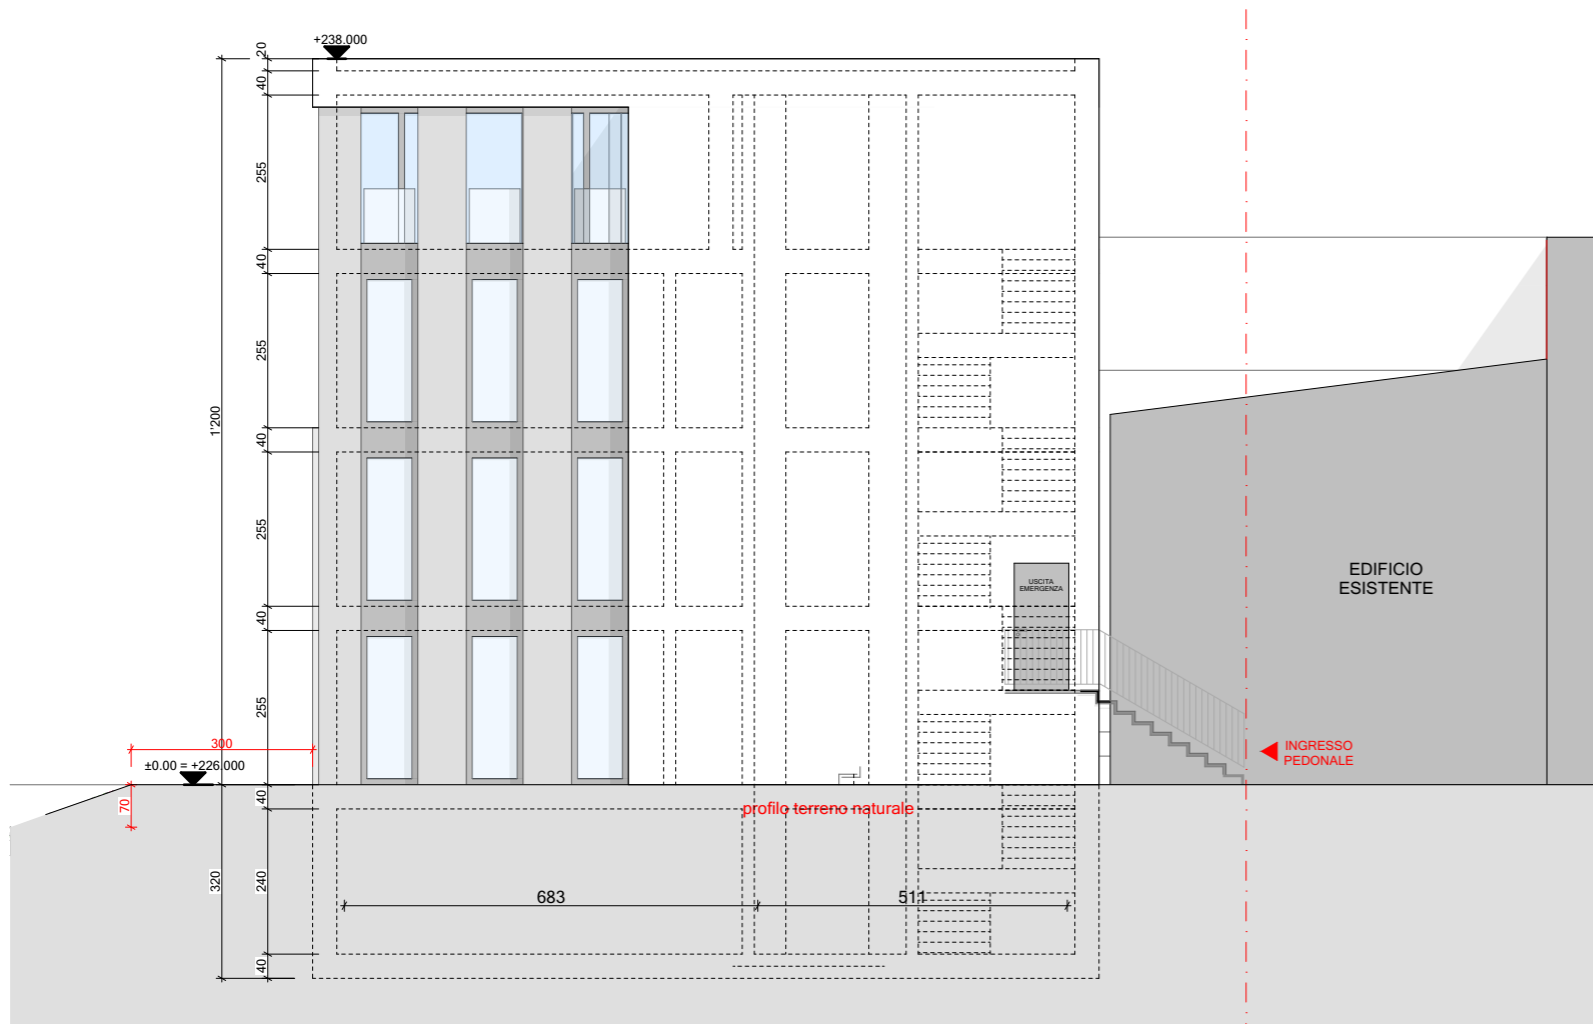 +238.000
20
40
255
40
255
1'200
40
255
40
255
USCITA
EMERGENZA
EDIFICIO
ESISTENTE
300
±0.00 = +226.000
INGRESSO
PEDONALE
70
40
profilo terreno naturale
320
240
683
511
40